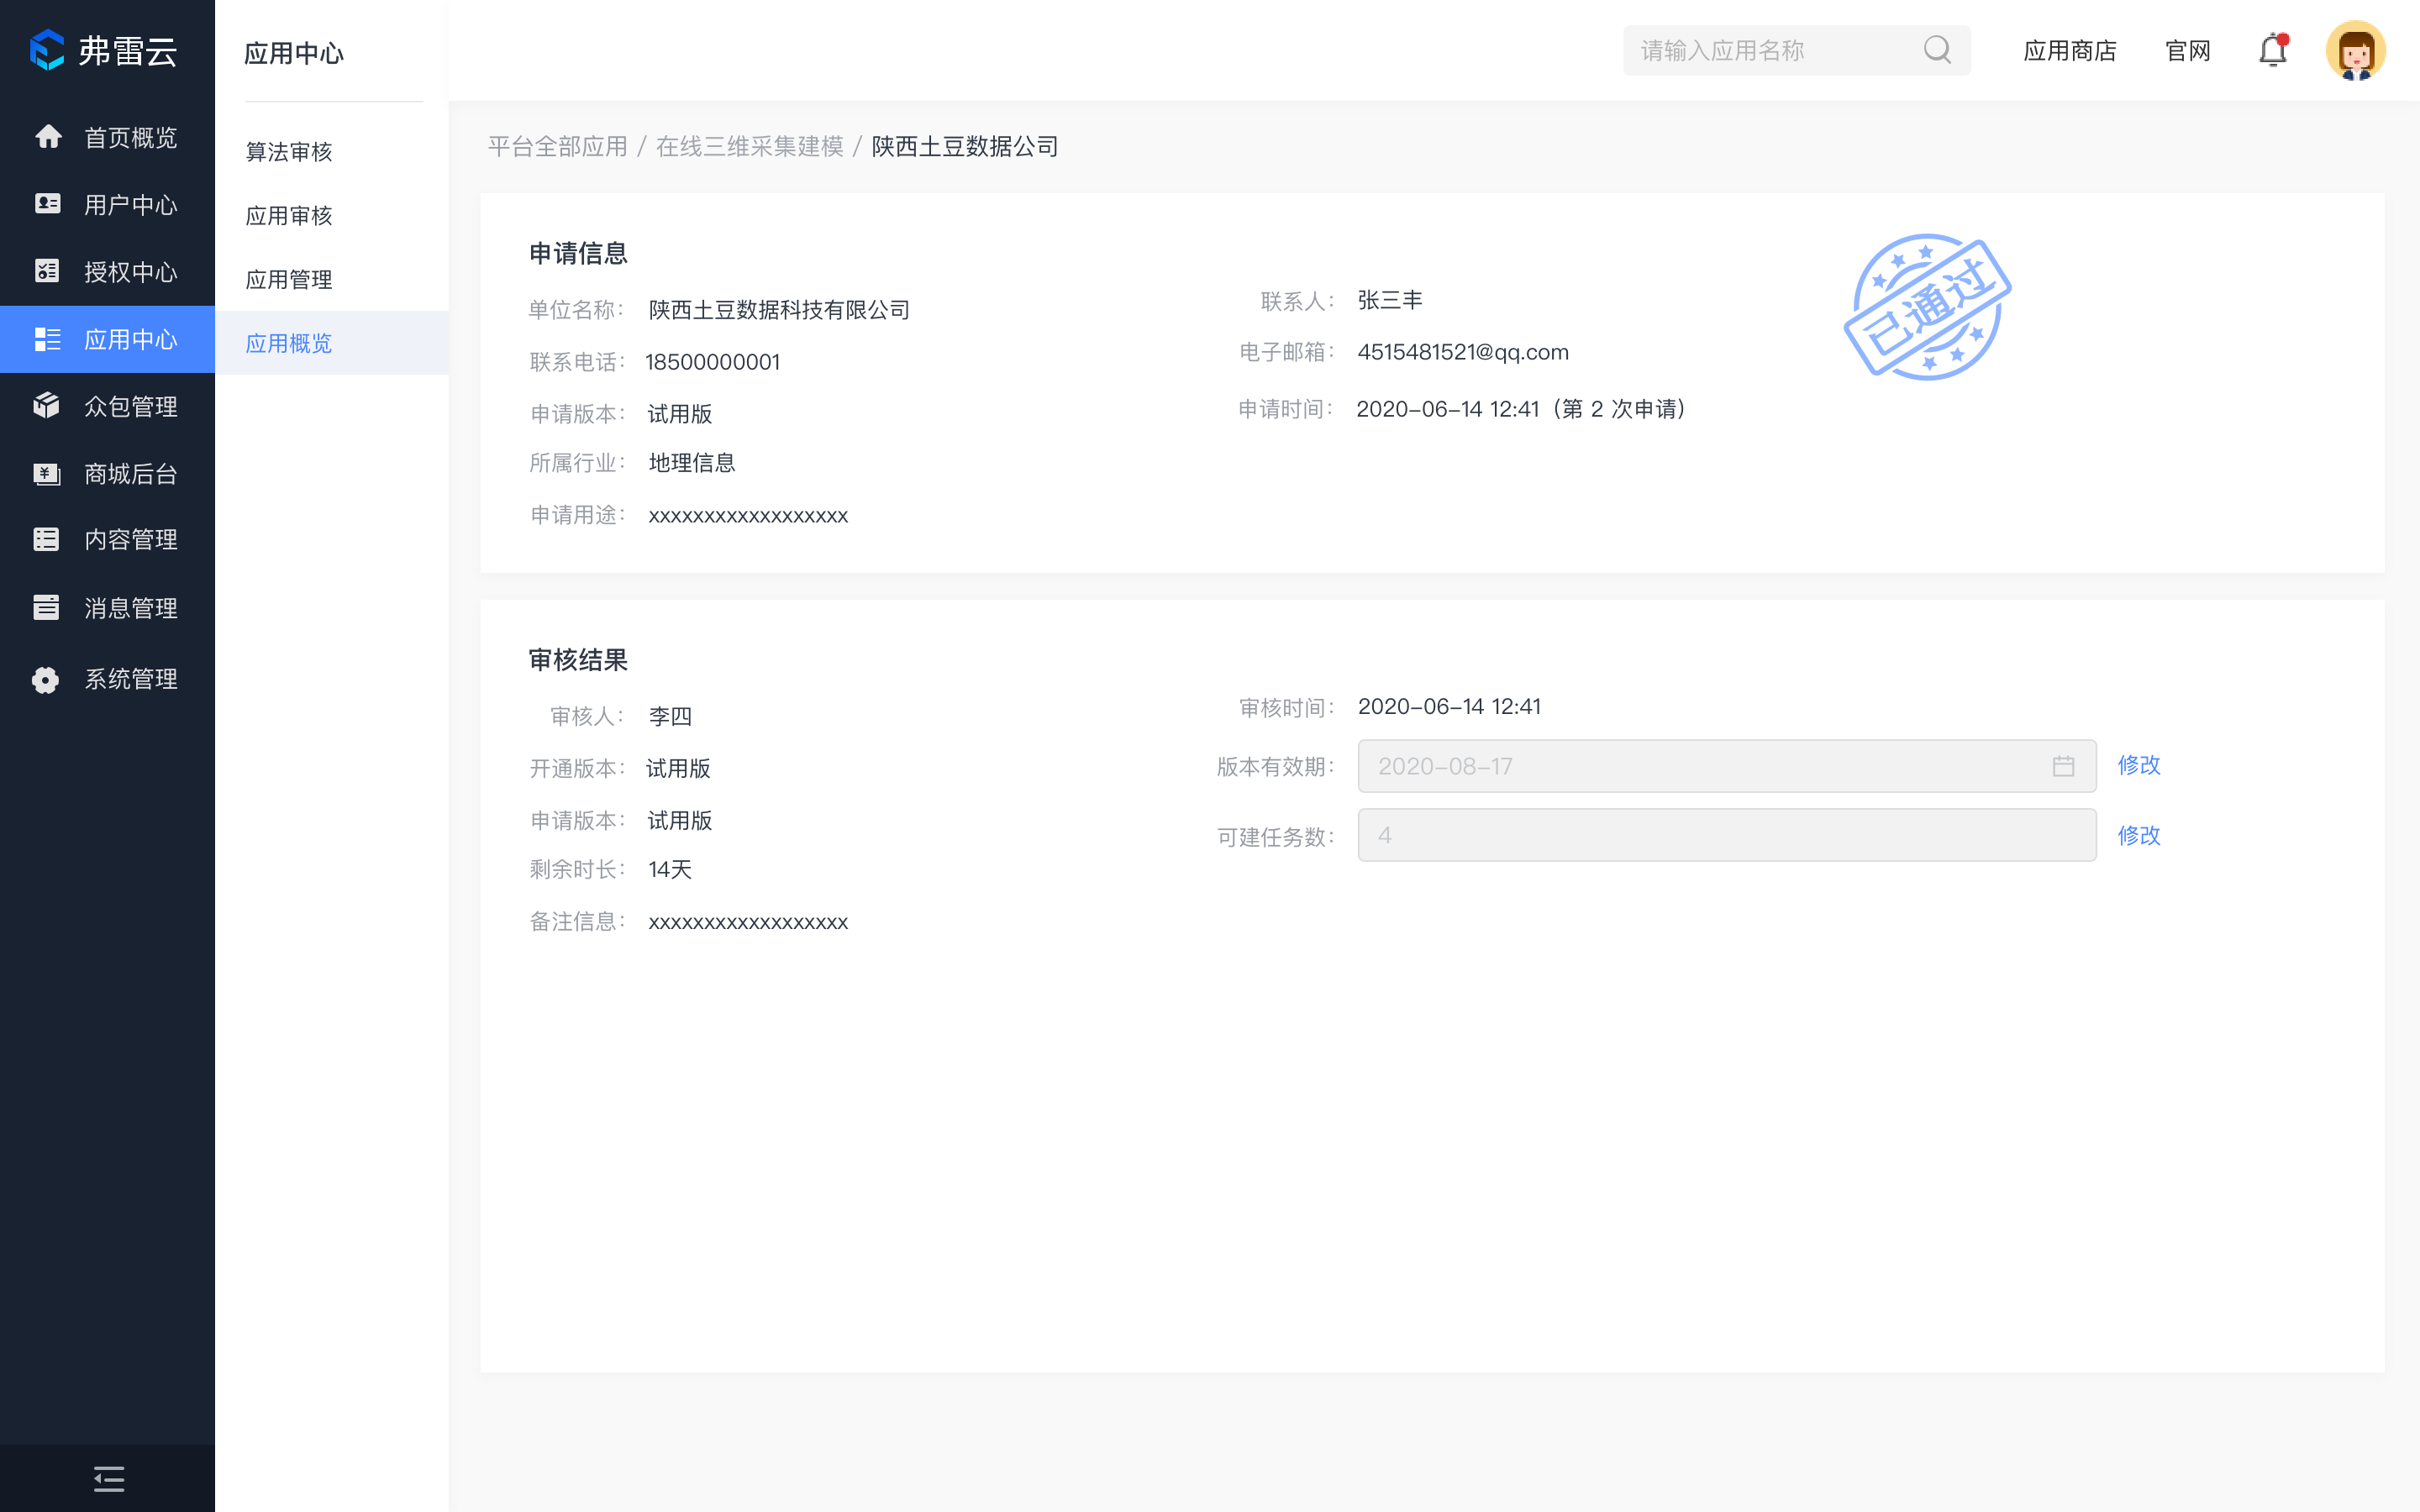 弗雷云
首页概览
用户中心
授权中心
应用中心
众包管理
商城后台
内容管理
消息管理
系统管理
应用中心
算法审核
应用审核
应用管理
应用概览
请输入应用名称
应用商店
官网
平台全部应用 / 在线三维采集建模 / 陕西土豆数据公司
申请信息
单位名称： 陕西土豆数据科技有限公司
联系电话： 18500000001
申请版本： 试用版
所属行业： 地理信息
申请用途： xxxxxxxxxxxxxxxxxx
联系人： 张三丰
电子邮箱： 4515481521@qq.com
申请时间： 2020-06-14 12:41（第 2 次申请）
已通过
审核结果
审核人： 李四
开通版本： 试用版
申请版本： 试用版
剩余时长： 14天
备注信息： xxxxxxxxxxxxxxxxxx
审核时间： 2020-06-14 12:41
版本有效期： 2020-08-17 修改
可建任务数： 4 修改